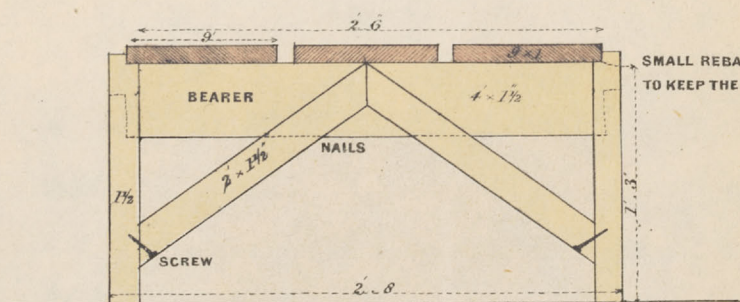 2' 6"
9"
9 × 1
SMALL REBA
TO KEEP THE
BEARER
4" × 1½"
NAILS
2" × 1½"
1½
1' 3"
SCREW
2' - 8